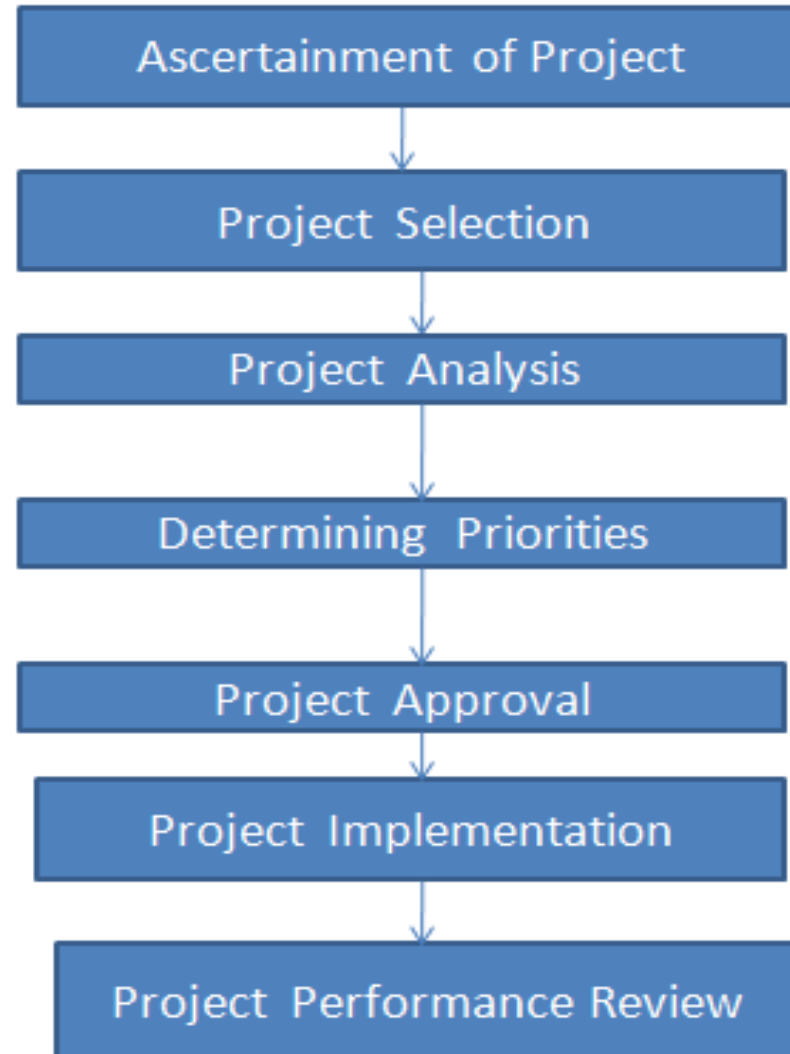 Ascertainment of Project
Project Selection
Project Analysis
Determining Priorities
Project Approval
Project Implementation
Project Performance Review